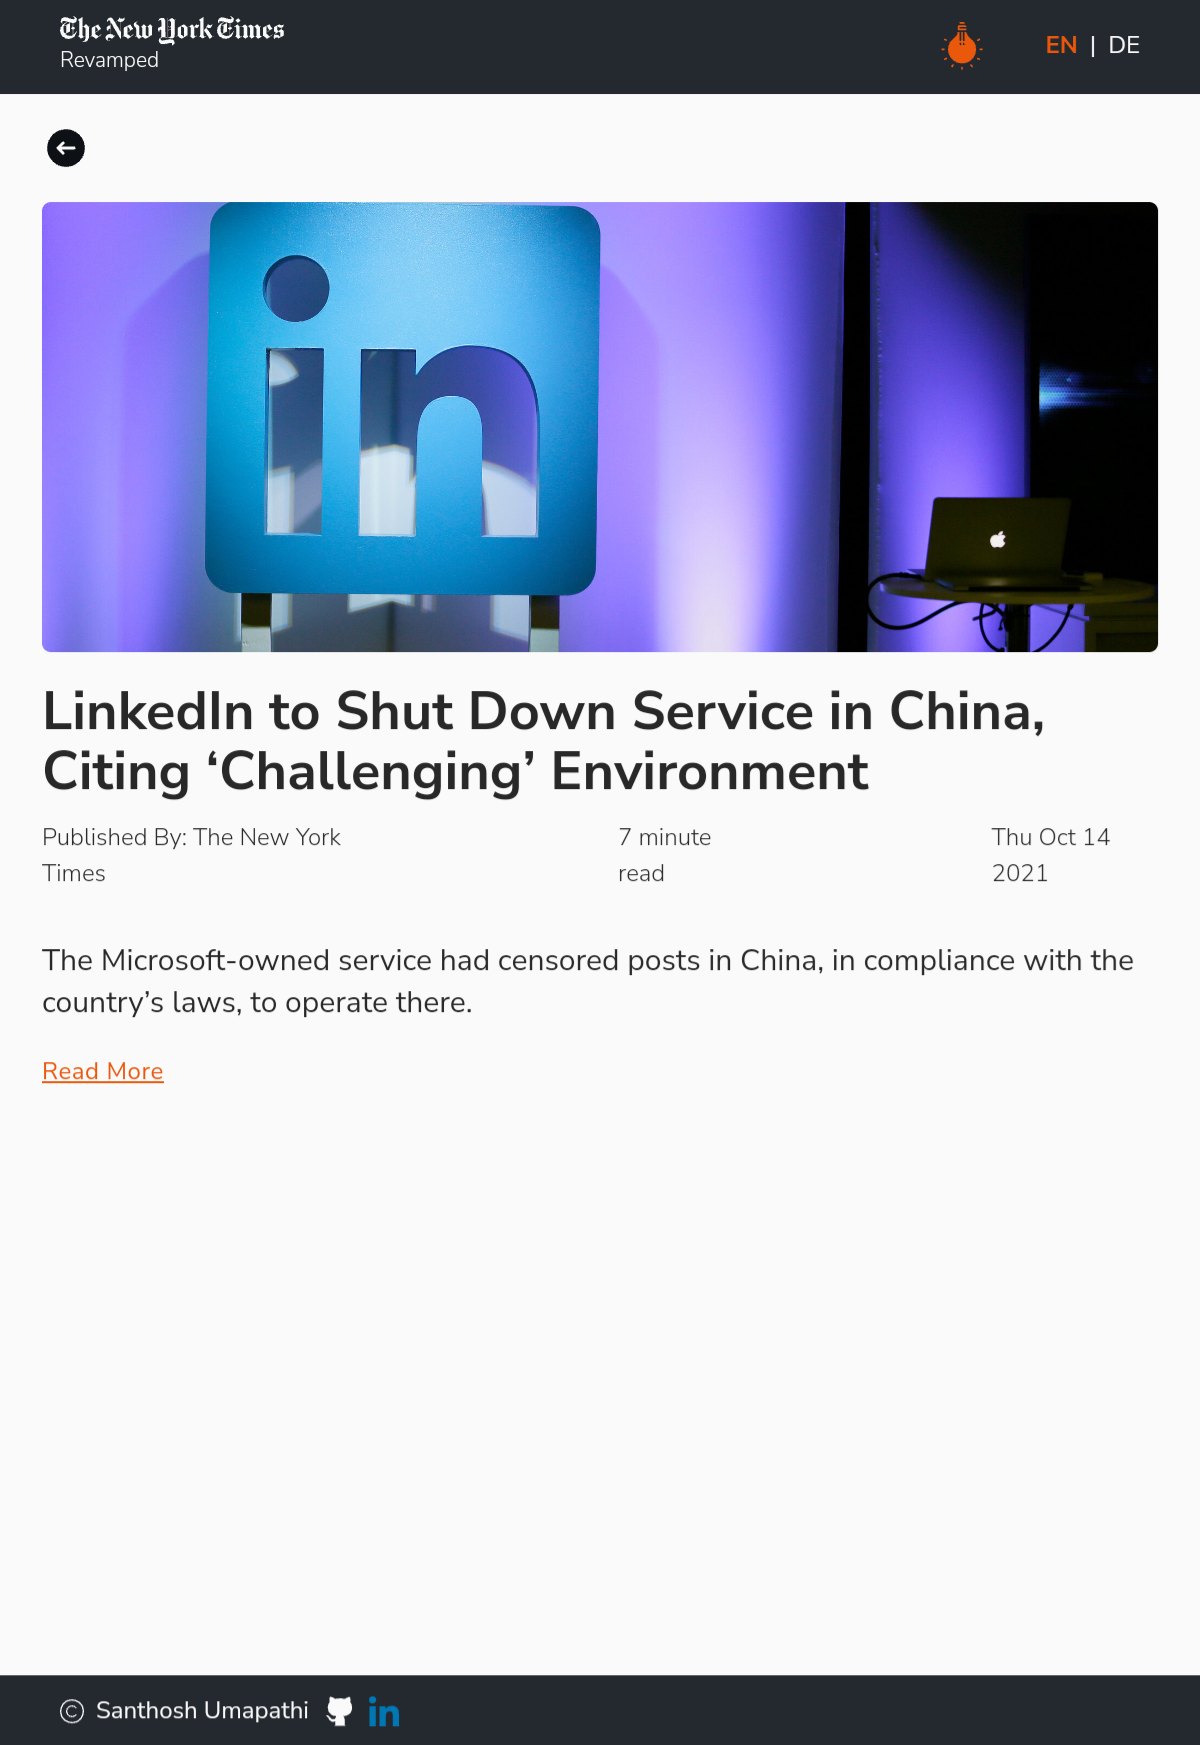 The New York Times
Revamped
EN | DE
in
LinkedIn to Shut Down Service in China,
Citing ‘Challenging’ Environment
Published By: The New York
Times
7 minute
read
Thu Oct 14
2021
The Microsoft-owned service had censored posts in China, in compliance with the
country’s laws, to operate there.
Read More
© Santhosh Umapathi in